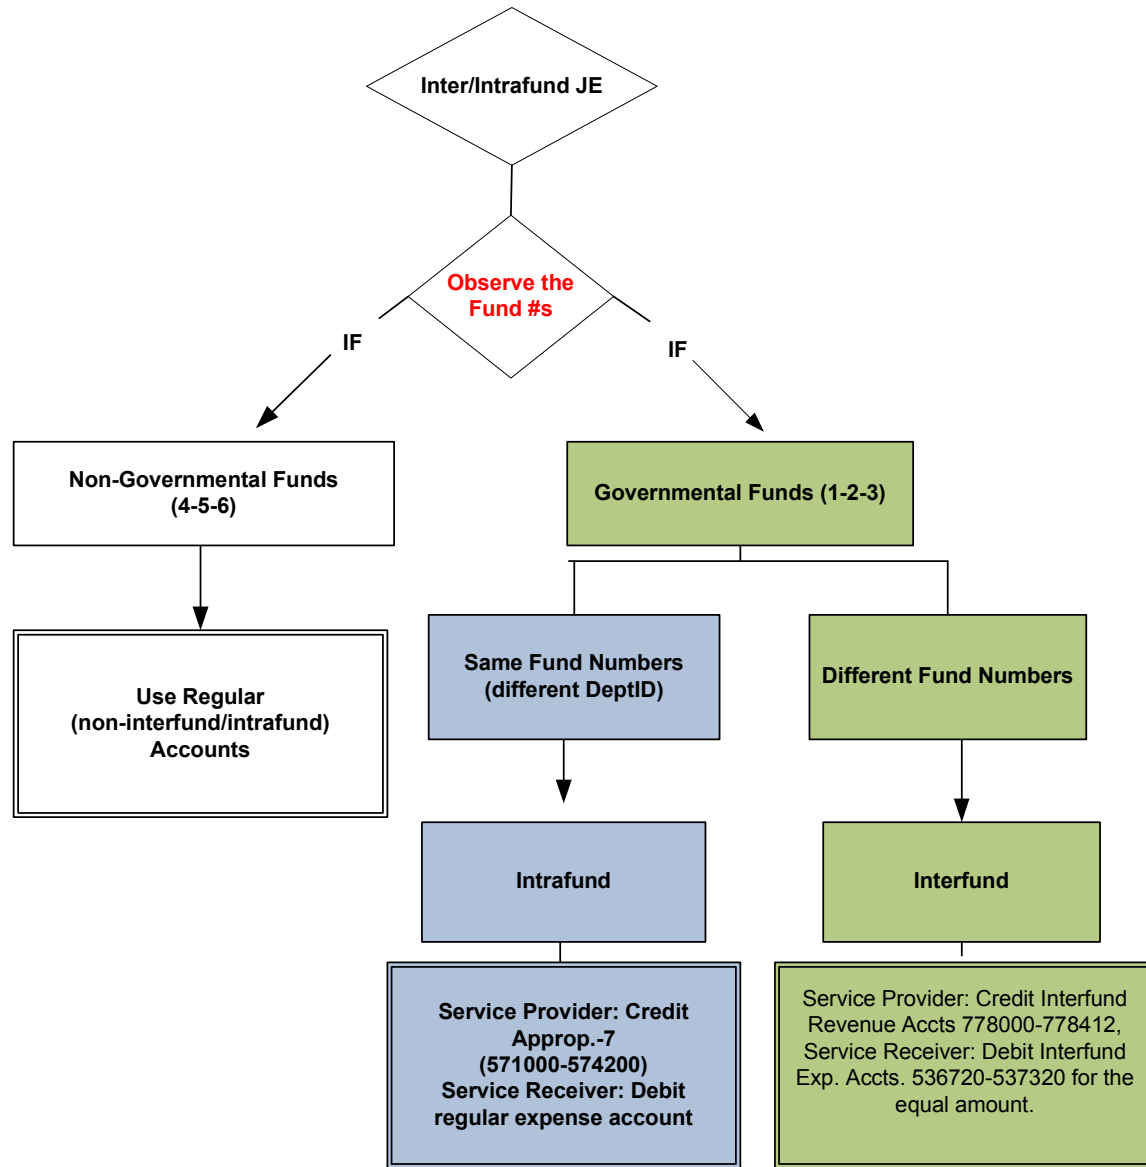 Inter/Intrafund JE
Observe the
Fund #s
IF
IF
Non-Governmental Funds
(4-5-6)
Governmental Funds (1-2-3)
Use Regular
(non-interfund/intrafund)
Accounts
Same Fund Numbers
(different DeptID)
Different Fund Numbers
Intrafund
Interfund
Service Provider: Credit
Approp.-7
(571000-574200)
Service Receiver: Debit
regular expense account
Service Provider: Credit Interfund
Revenue Accts 778000-778412,
Service Receiver: Debit Interfund
Exp. Accts. 536720-537320 for the
equal amount.